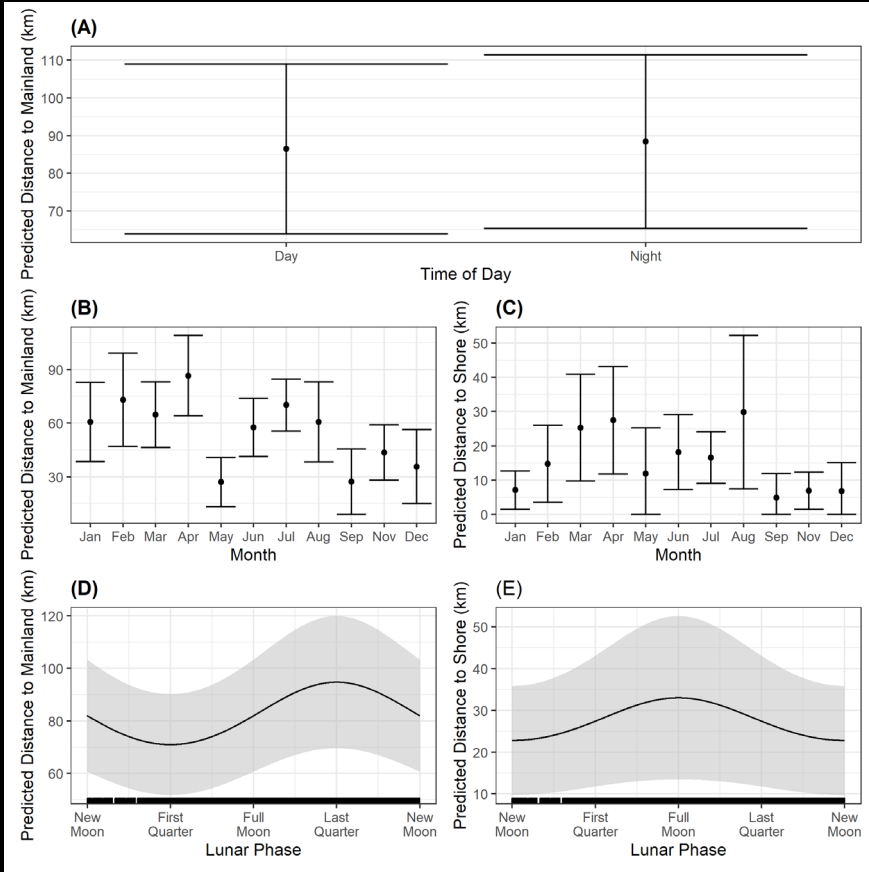 (A)
Predicted Distance to Mainland (km)
110
100
90
80
70
Day Night
Time of Day
(B)
Predicted Distance to Mainland (km)
90
60
30
Jan Feb Mar Apr May Jun Jul Aug Sep Nov Dec
Month
(C)
Predicted Distance to Shore (km)
50
40
30
20
10
0
Jan Feb Mar Apr May Jun Jul Aug Sep Nov Dec
Month
(D)
Predicted Distance to Mainland (km)
120
100
80
60
New First Full Last New
Moon Quarter Moon Quarter Moon
Lunar Phase
(E)
Predicted Distance to Shore (km)
50
40
30
20
10
New First Full Last New
Moon Quarter Moon Quarter Moon
Lunar Phase